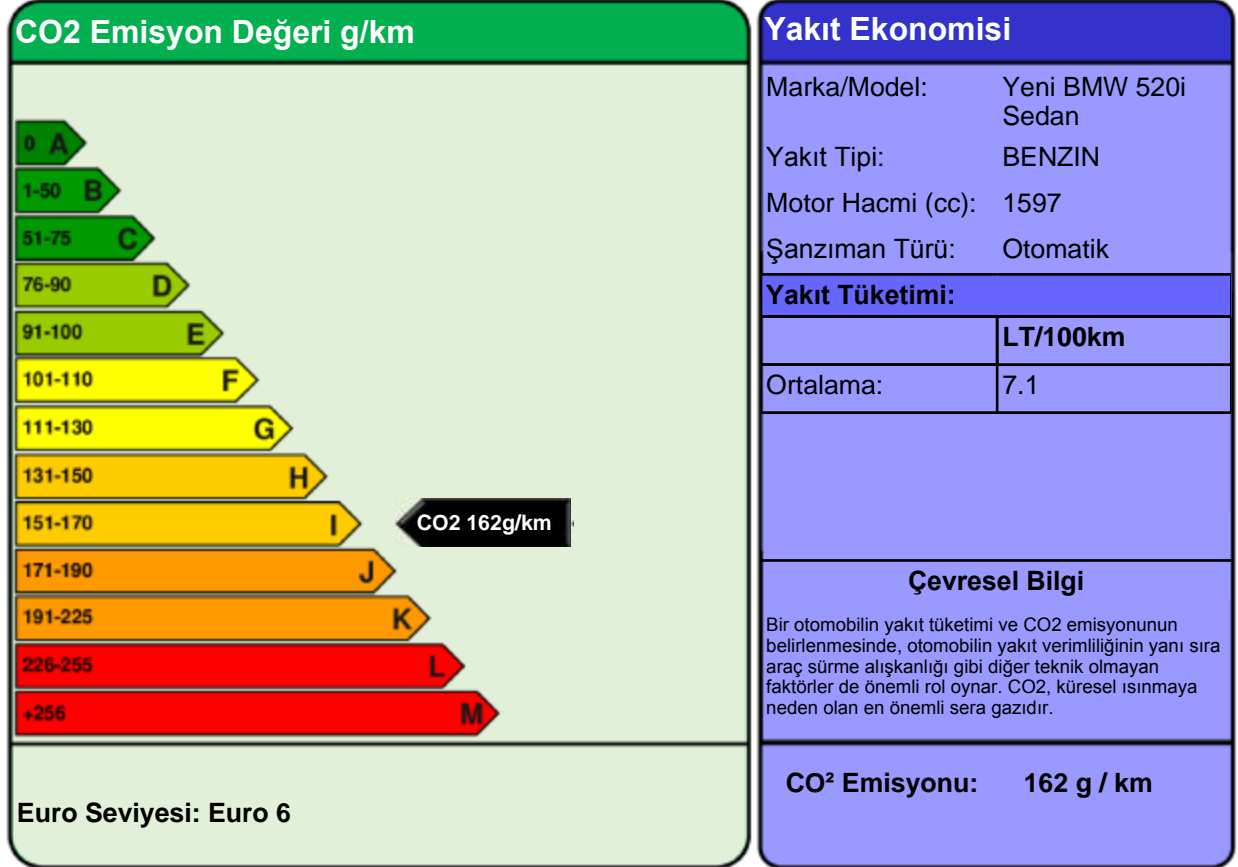 CO2 Emisyon Değeri g/km
0 A
1-50 B
51-75 C
76-90 D
91-100 E
101-110 F
111-130 G
131-150 H
151-170 I
CO2 162g/km
171-190 J
191-225 K
226-255 L
+256 M
Euro Seviyesi: Euro 6
Yakıt Ekonomisi
Marka/Model: Yeni BMW 520i
Sedan
Yakıt Tipi: BENZIN
Motor Hacmi (cc): 1597
Şanzıman Türü: Otomatik
Yakıt Tüketimi:
LT/100km
Ortalama: 7.1
Çevresel Bilgi
Bir otomobilin yakıt tüketimi ve CO2 emisyonunun
belirlenmesinde, otomobilin yakıt verimliliğinin yanı sıra
araç sürme alışkanlığı gibi diğer teknik olmayan
faktörler de önemli rol oynar. CO2, küresel ısınmaya
neden olan en önemli sera gazıdır.
CO² Emisyonu: 162 g / km